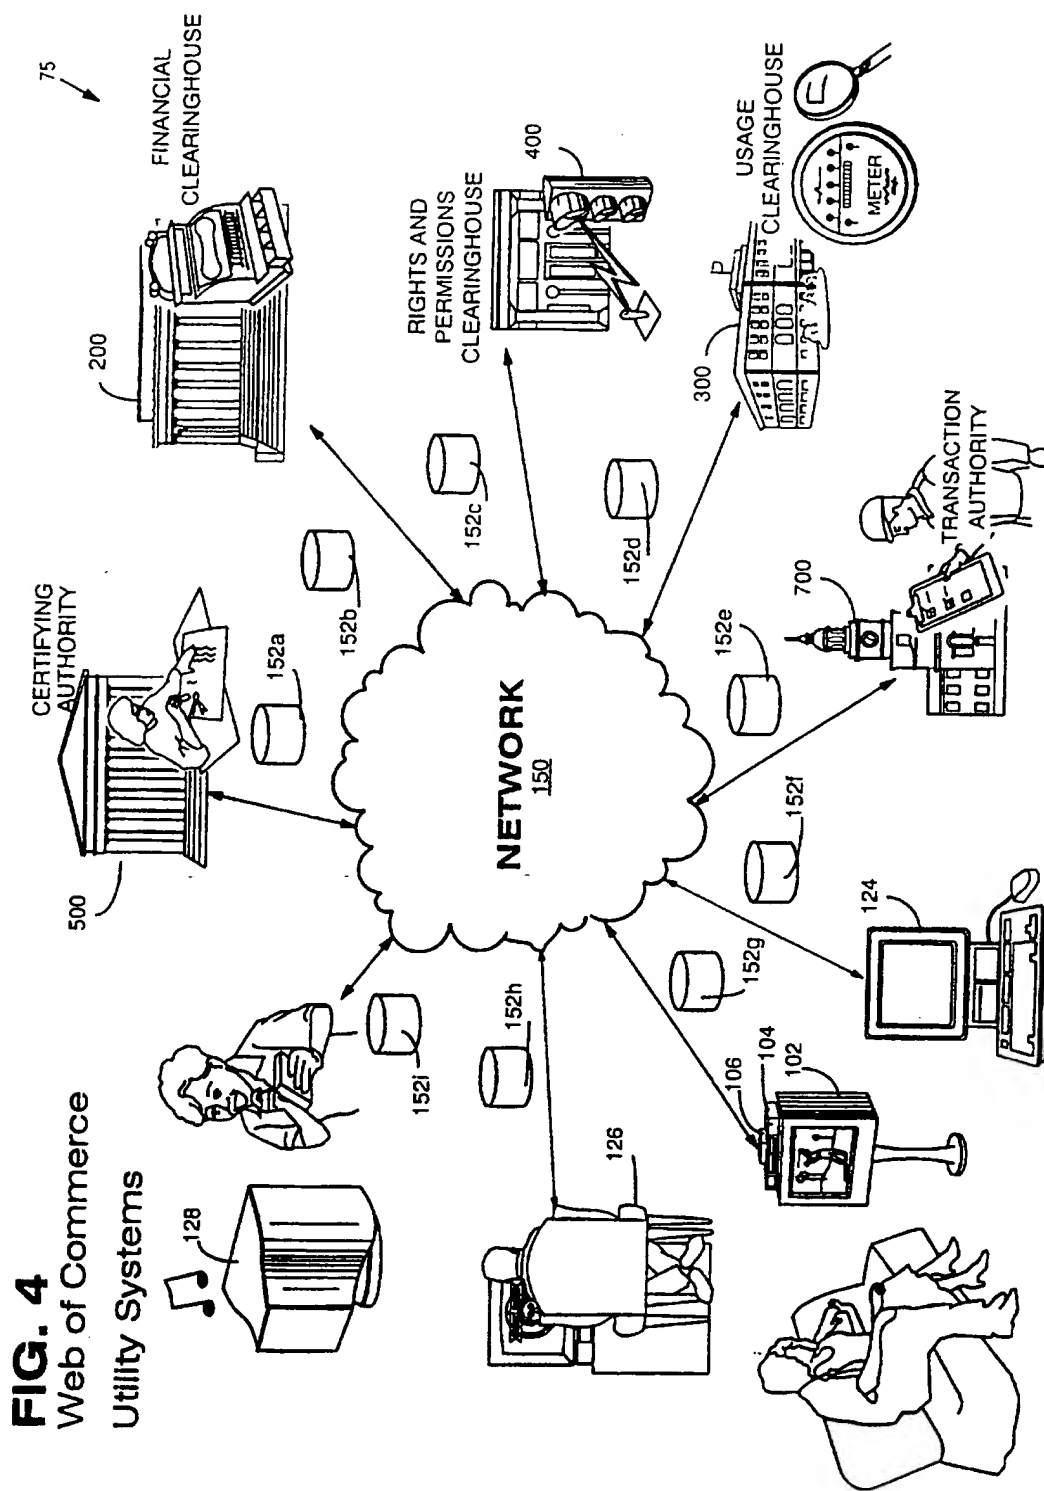 FIG. 4
Web of Commerce
Utility Systems
75
FINANCIAL
CLEARINGHOUSE
200
CERTIFYING
AUTHORITY
500
RIGHTS AND
PERMISSIONS
CLEARINGHOUSE
400
USAGE
CLEARINGHOUSE
METER
300
TRANSACTION
AUTHORITY
700
NETWORK
150
152a
152b
152c
152d
152e
152f
152g
152h
152i
128
126
106
104
102
124